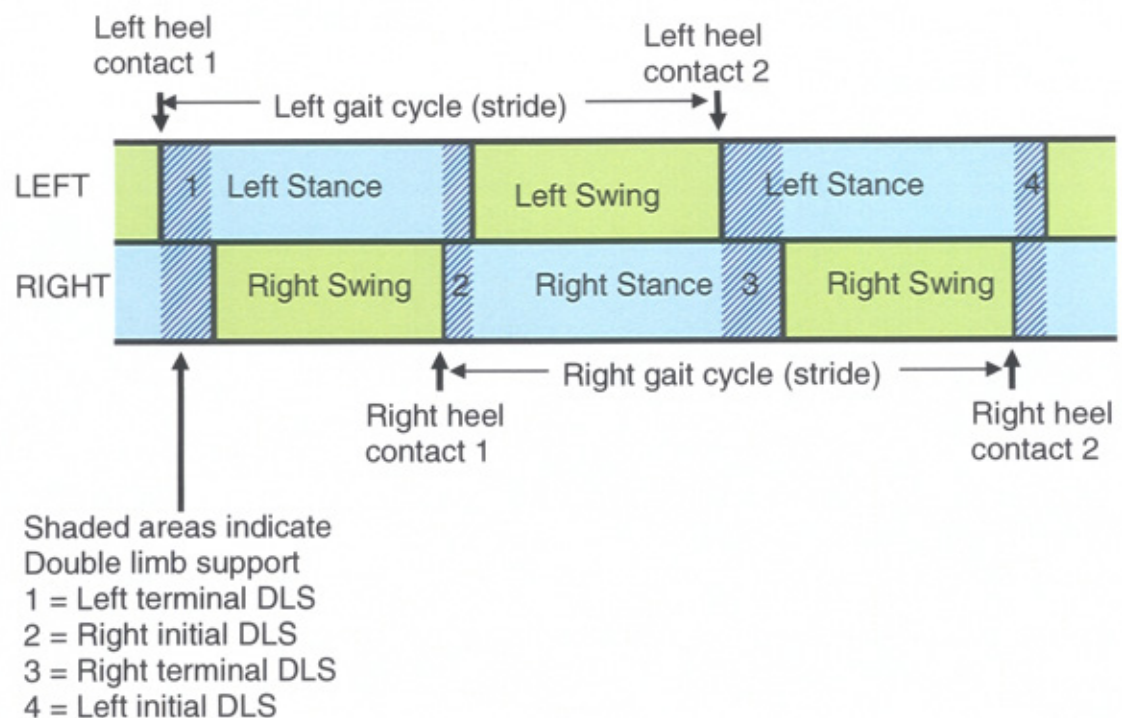 Left heel
contact 1
Left heel
contact 2
Left gait cycle (stride)
LEFT
1
Left Stance
Left Swing
Left Stance
4
RIGHT
Right Swing
2
Right Stance
3
Right Swing
Right gait cycle (stride)
Right heel
contact 1
Right heel
contact 2
Shaded areas indicate
Double limb support
1 = Left terminal DLS
2 = Right initial DLS
3 = Right terminal DLS
4 = Left initial DLS